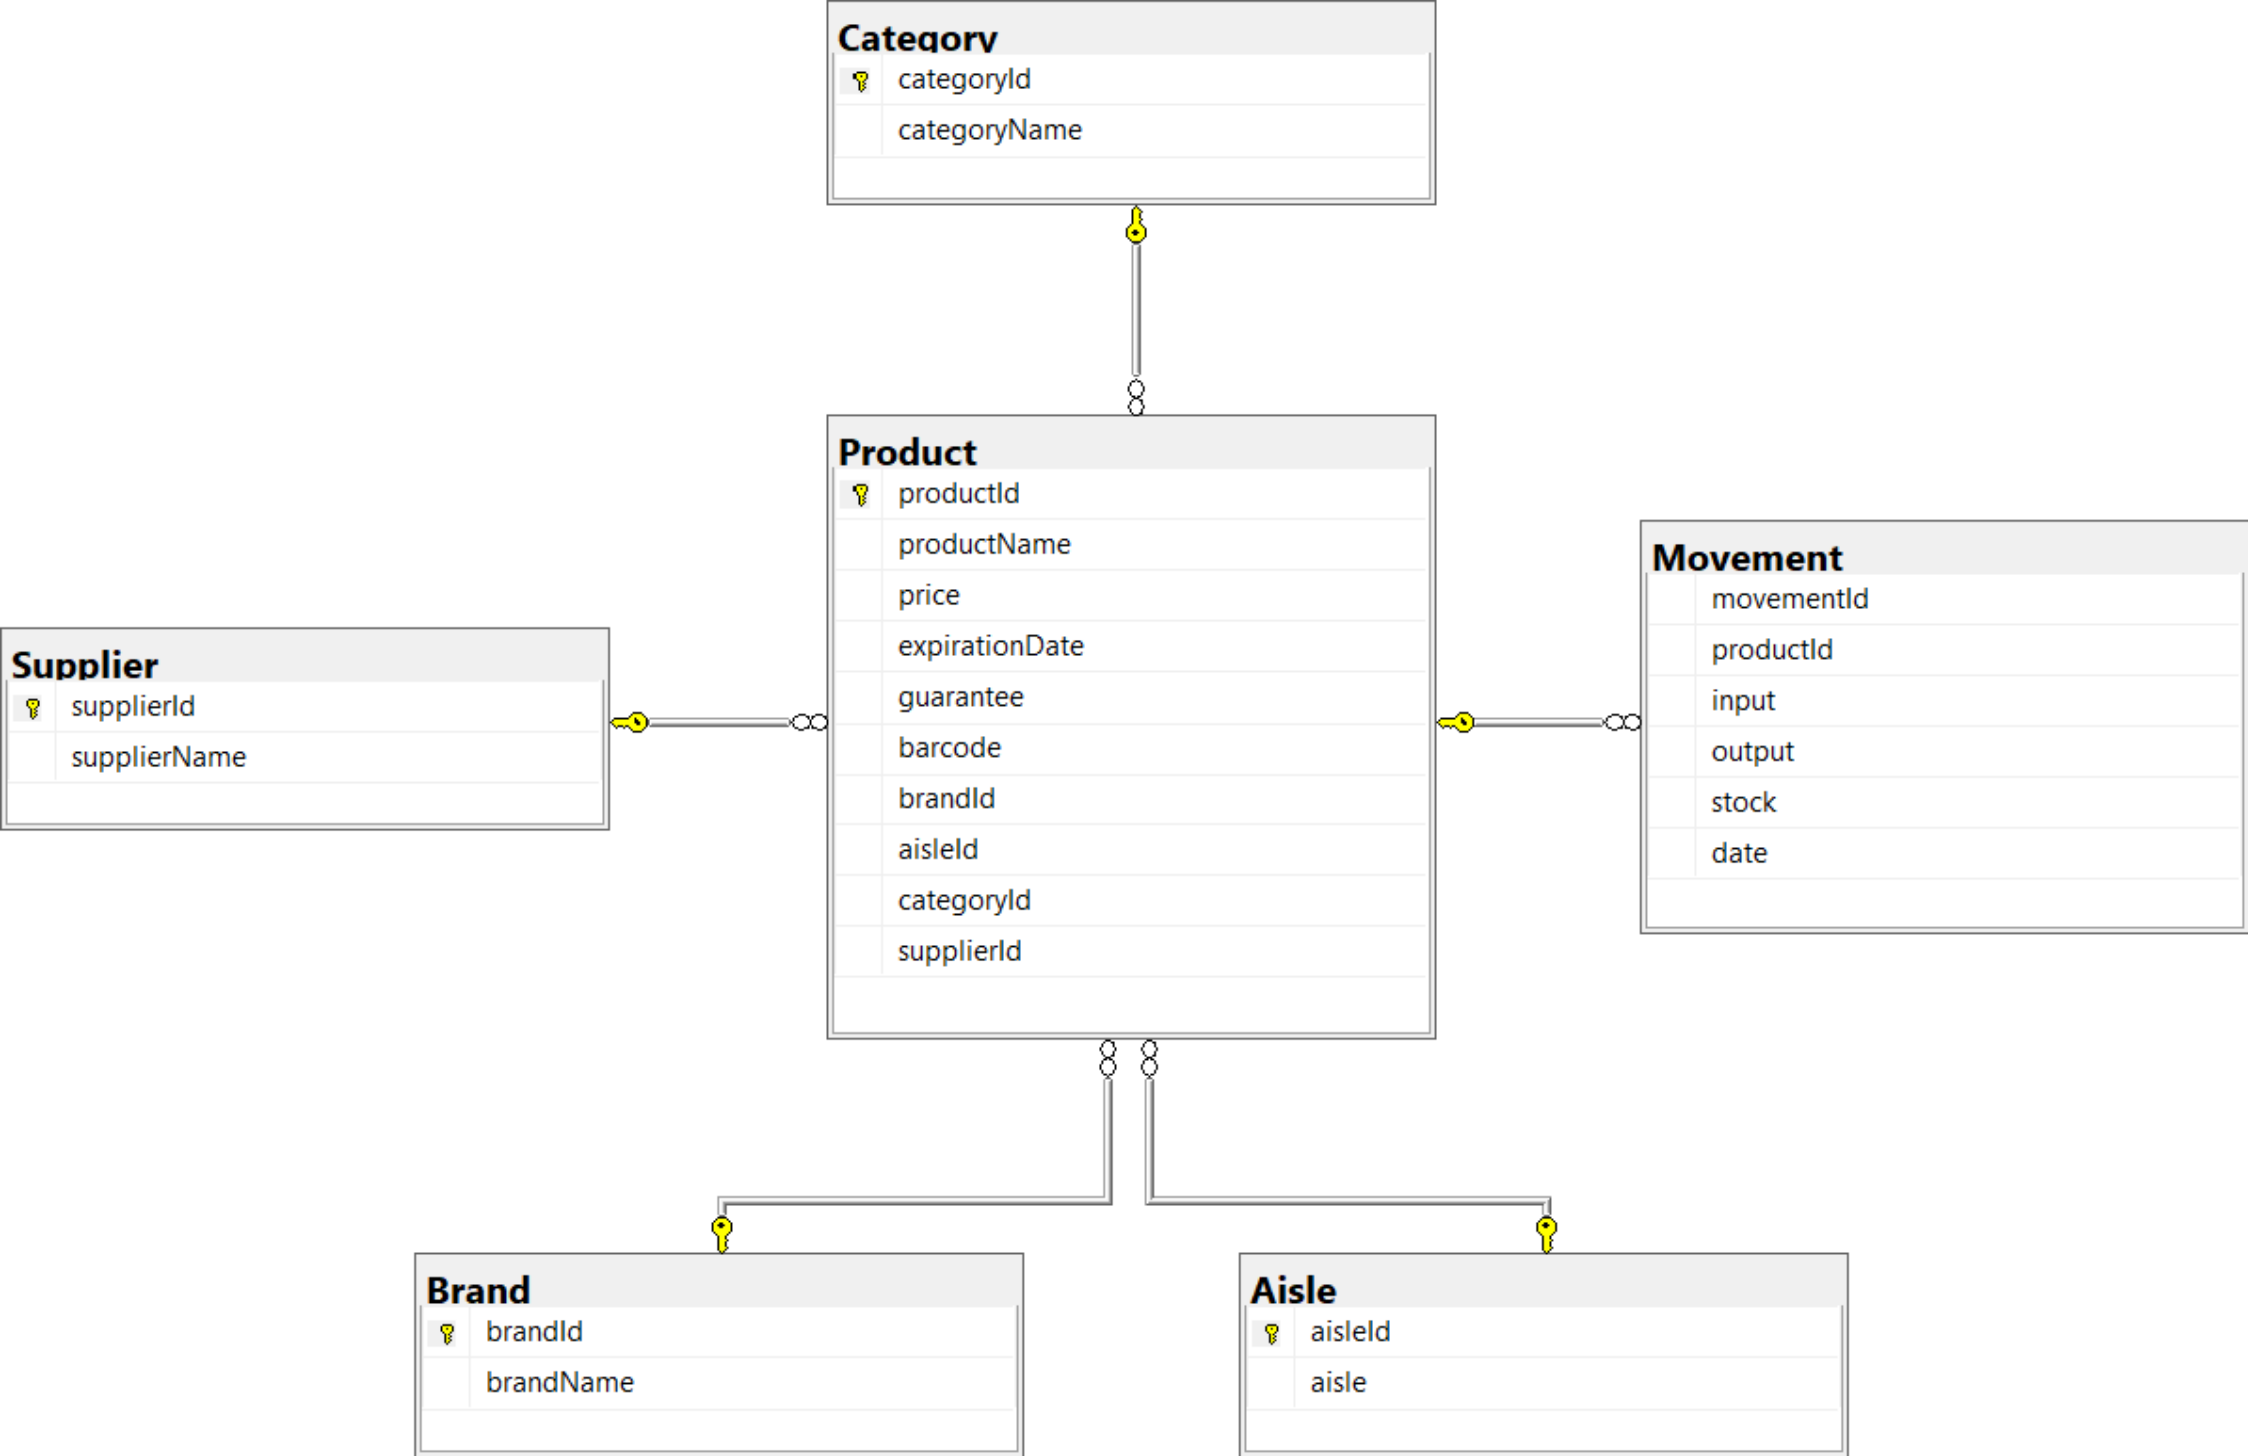 Category
categoryId
categoryName
Product
productId
productName
price
expirationDate
guarantee
barcode
brandId
aisleId
categoryId
supplierId
Supplier
supplierId
supplierName
Movement
movementId
productId
input
output
stock
date
Brand
brandId
brandName
Aisle
aisleId
aisle